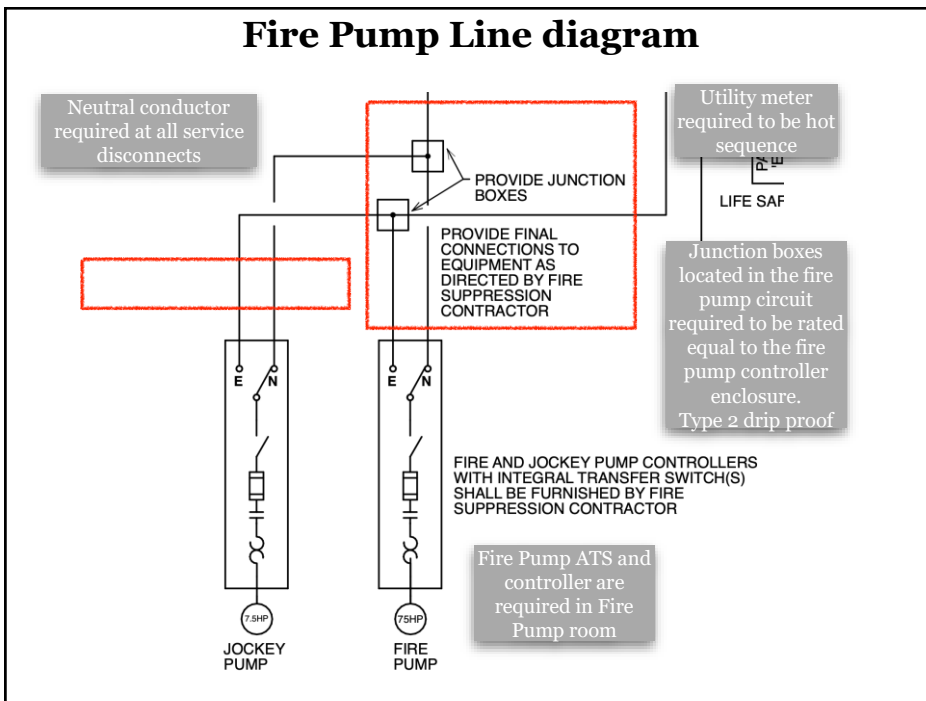 Fire Pump Line diagram
Neutral conductor
required at all service
disconnects
Utility meter
required to be hot
sequence
PA
'E
LIFE SAF
PROVIDE JUNCTION
BOXES
PROVIDE FINAL
CONNECTIONS TO
EQUIPMENT AS
DIRECTED BY FIRE
SUPPRESSION
CONTRACTOR
Junction boxes
located in the fire
pump circuit
required to be rated
equal to the fire
pump controller
enclosure.
Type 2 drip proof
E N
E N
FIRE AND JOCKEY PUMP CONTROLLERS
WITH INTEGRAL TRANSFER SWITCH(S)
SHALL BE FURNISHED BY FIRE
SUPPRESSION CONTRACTOR
Fire Pump ATS and
controller are
required in Fire
Pump room
7.5HP
JOCKEY
PUMP
75HP
FIRE
PUMP